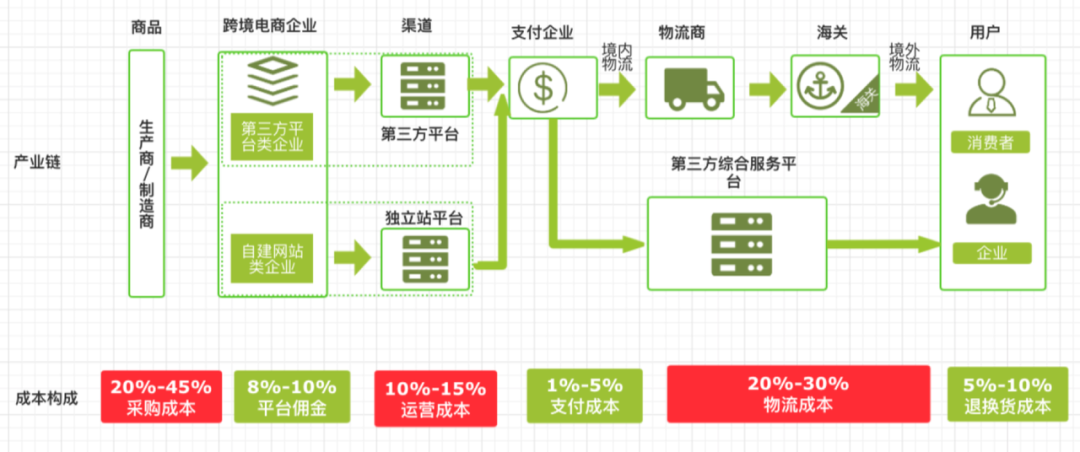 商品
跨境电商企业
渠道
支付企业
境内
物流
物流商
海关
境外
物流
用户
产业链
生产商/制造商
第三方平
台类企业
第三方平台
海关
消费者
自建网站
类企业
独立站平台
第三方综合服务平
台
企业
成本构成
20%-45%
采购成本
8%-10%
平台佣金
10%-15%
运营成本
1%-5%
支付成本
20%-30%
物流成本
5%-10%
退换货成本